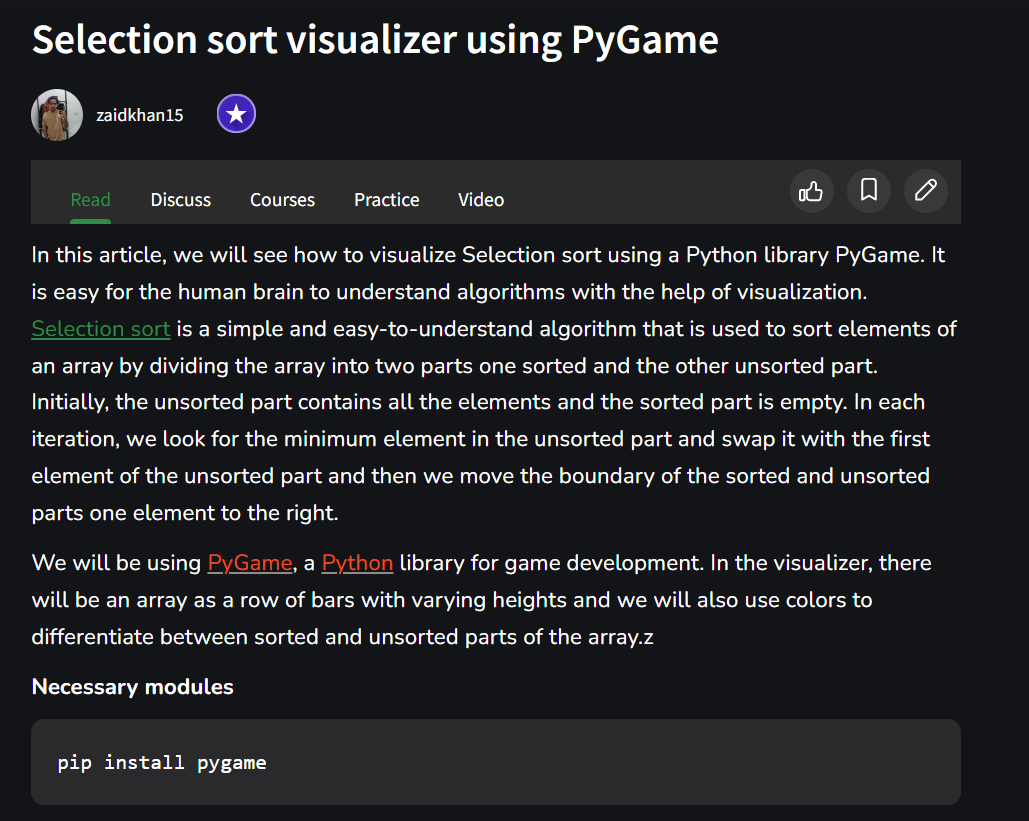 Selection sort visualizer using PyGame
zaidkhan15
Read Discuss Courses Practice Video
In this article, we will see how to visualize Selection sort using a Python library PyGame. It
is easy for the human brain to understand algorithms with the help of visualization.
Selection sort is a simple and easy-to-understand algorithm that is used to sort elements of
an array by dividing the array into two parts one sorted and the other unsorted part.
Initially, the unsorted part contains all the elements and the sorted part is empty. In each
iteration, we look for the minimum element in the unsorted part and swap it with the first
element of the unsorted part and then we move the boundary of the sorted and unsorted
parts one element to the right.
We will be using PyGame, a Python library for game development. In the visualizer, there
will be an array as a row of bars with varying heights and we will also use colors to
differentiate between sorted and unsorted parts of the array.z
Necessary modules
pip install pygame